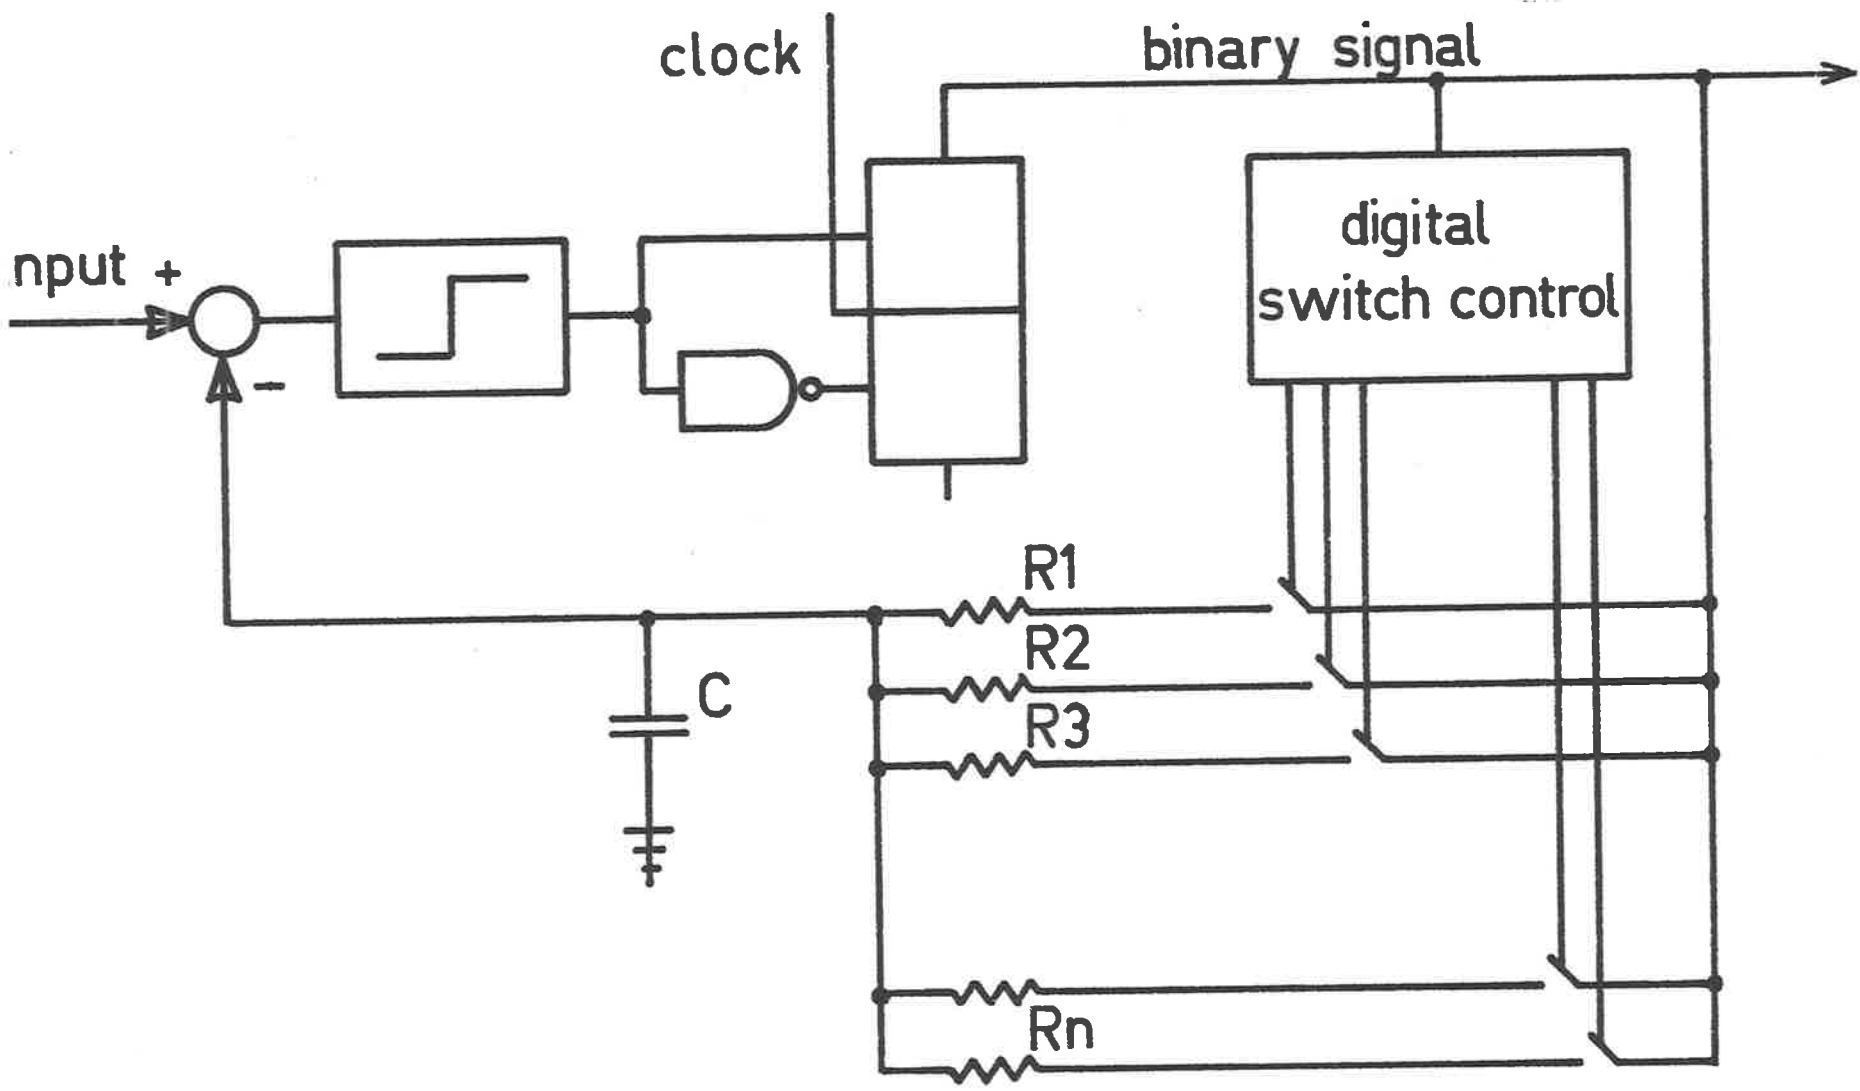 clock
binary signal
nput +
digital
switch control
-
R1
R2
R3
C
Rn